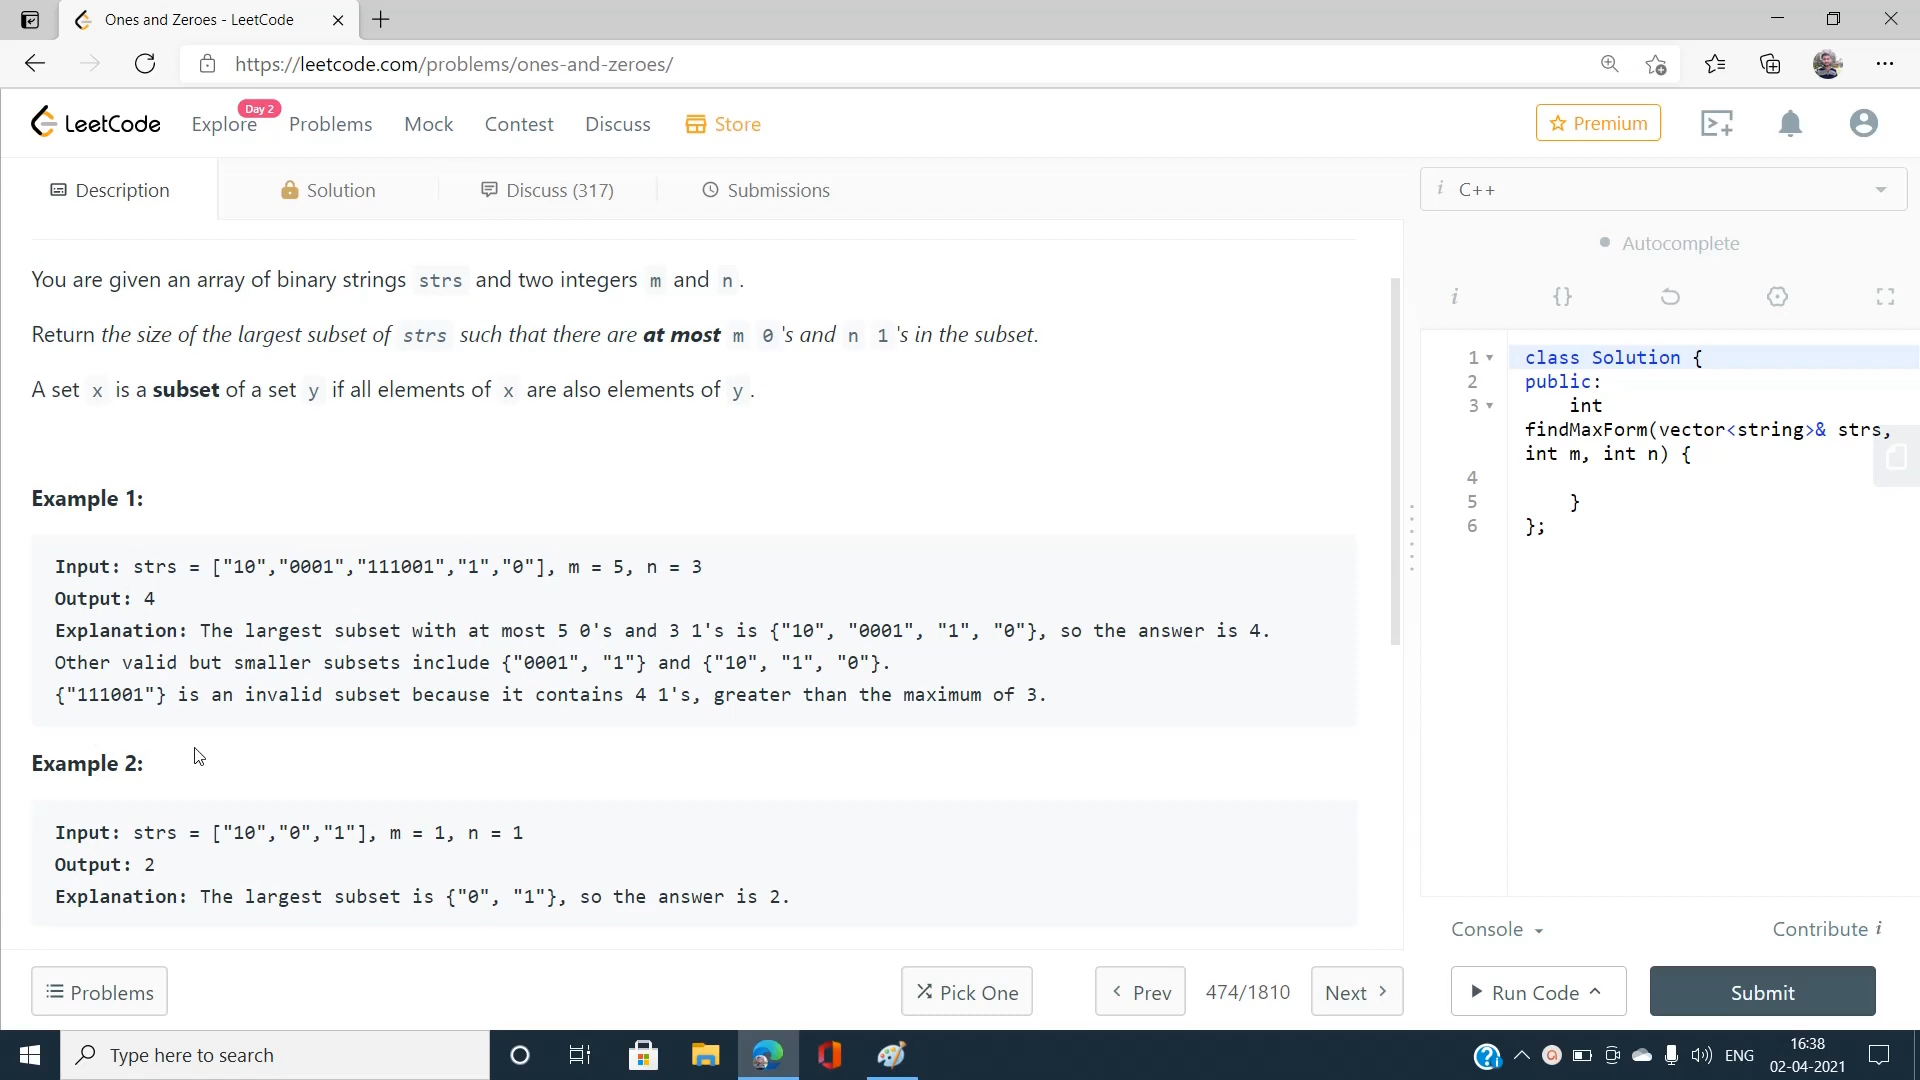 Ones and Zeroes - LeetCode
https://leetcode.com/problems/ones-and-zeroes/
LeetCode
Explore
Day 2
Problems
Mock
Contest
Discuss
Store
Premium
Description
Solution
Discuss (317)
Submissions
i C++
Autocomplete
You are given an array of binary strings strs and two integers m and n.
Return the size of the largest subset of strs such that there are at most m 0's and n 1's in the subset.
A set x is a subset of a set y if all elements of x are also elements of y.
Example 1:
Input: strs = ["10","0001","111001","1","0"], m = 5, n = 3
Output: 4
Explanation: The largest subset with at most 5 0's and 3 1's is {"10", "0001", "1", "0"}, so the answer is 4.
Other valid but smaller subsets include {"0001", "1"} and {"10", "1", "0"}.
{"111001"} is an invalid subset because it contains 4 1's, greater than the maximum of 3.
Example 2:
Input: strs = ["10","0","1"], m = 1, n = 1
Output: 2
Explanation: The largest subset is {"0", "1"}, so the answer is 2.
i {}
1 class Solution {
2 public:
3 int
findMaxForm(vector<string>& strs,
int m, int n) {
4
5 }
6 };
Console
Contribute i
Problems
Pick One
< Prev
474/1810
Next >
Run Code
Submit
Type here to search
ENG
16:38
02-04-2021